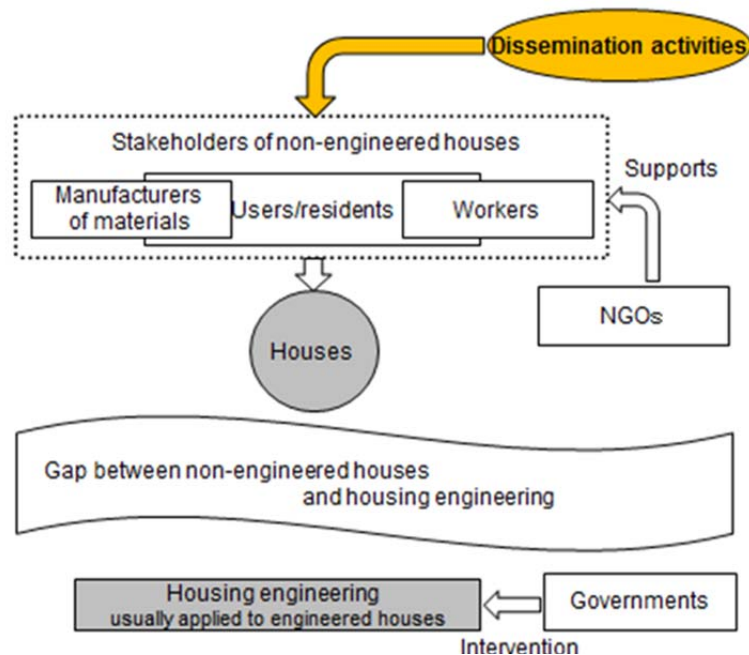 Dissemination activities
Stakeholders of non-engineered houses
Manufacturers
of materials
Users/residents
Workers
Supports
NGOs
Houses
Gap between non-engineered houses
and housing engineering
Housing engineering
usually applied to engineered houses
Governments
Intervention